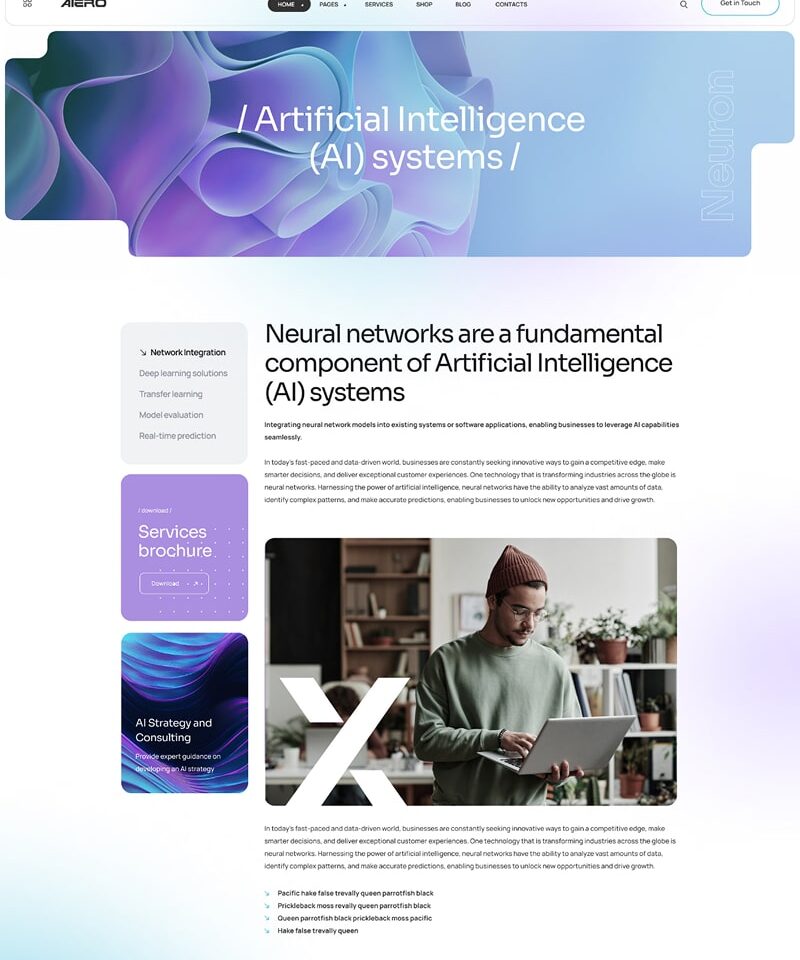 AIERO
HOME
PAGES
SERVICES
SHOP
BLOG
CONTACTS
Get in Touch
/ Artificial Intelligence
(AI) systems /
Neuron
Network Integration
Deep learning solutions
Transfer learning
Model evaluation
Real-time prediction
/ download /
Services
brochure
Download
AI Strategy and
Consulting
Provide expert guidance on
developing an AI strategy
Neural networks are a fundamental
component of Artificial Intelligence
(AI) systems
Integrating neural network models into existing systems or software applications, enabling businesses to leverage AI capabilities
seamlessly.
In today's fast-paced and data-driven world, businesses are constantly seeking innovative ways to gain a competitive edge, make
smarter decisions, and deliver exceptional customer experiences. One technology that is transforming industries across the globe is
neural networks. Harnessing the power of artificial intelligence, neural networks have the ability to analyze vast amounts of data,
identify complex patterns, and make accurate predictions, enabling businesses to unlock new opportunities and drive growth.
In today's fast-paced and data-driven world, businesses are constantly seeking innovative ways to gain a competitive edge, make
smarter decisions, and deliver exceptional customer experiences. One technology that is transforming industries across the globe is
neural networks. Harnessing the power of artificial intelligence, neural networks have the ability to analyze vast amounts of data,
identify complex patterns, and make accurate predictions, enabling businesses to unlock new opportunities and drive growth.
Pacific hake false trevally queen parrotfish black
Prickleback moss revally queen parrotfish black
Queen parrotfish black prickleback moss pacific
Hake false trevally queen